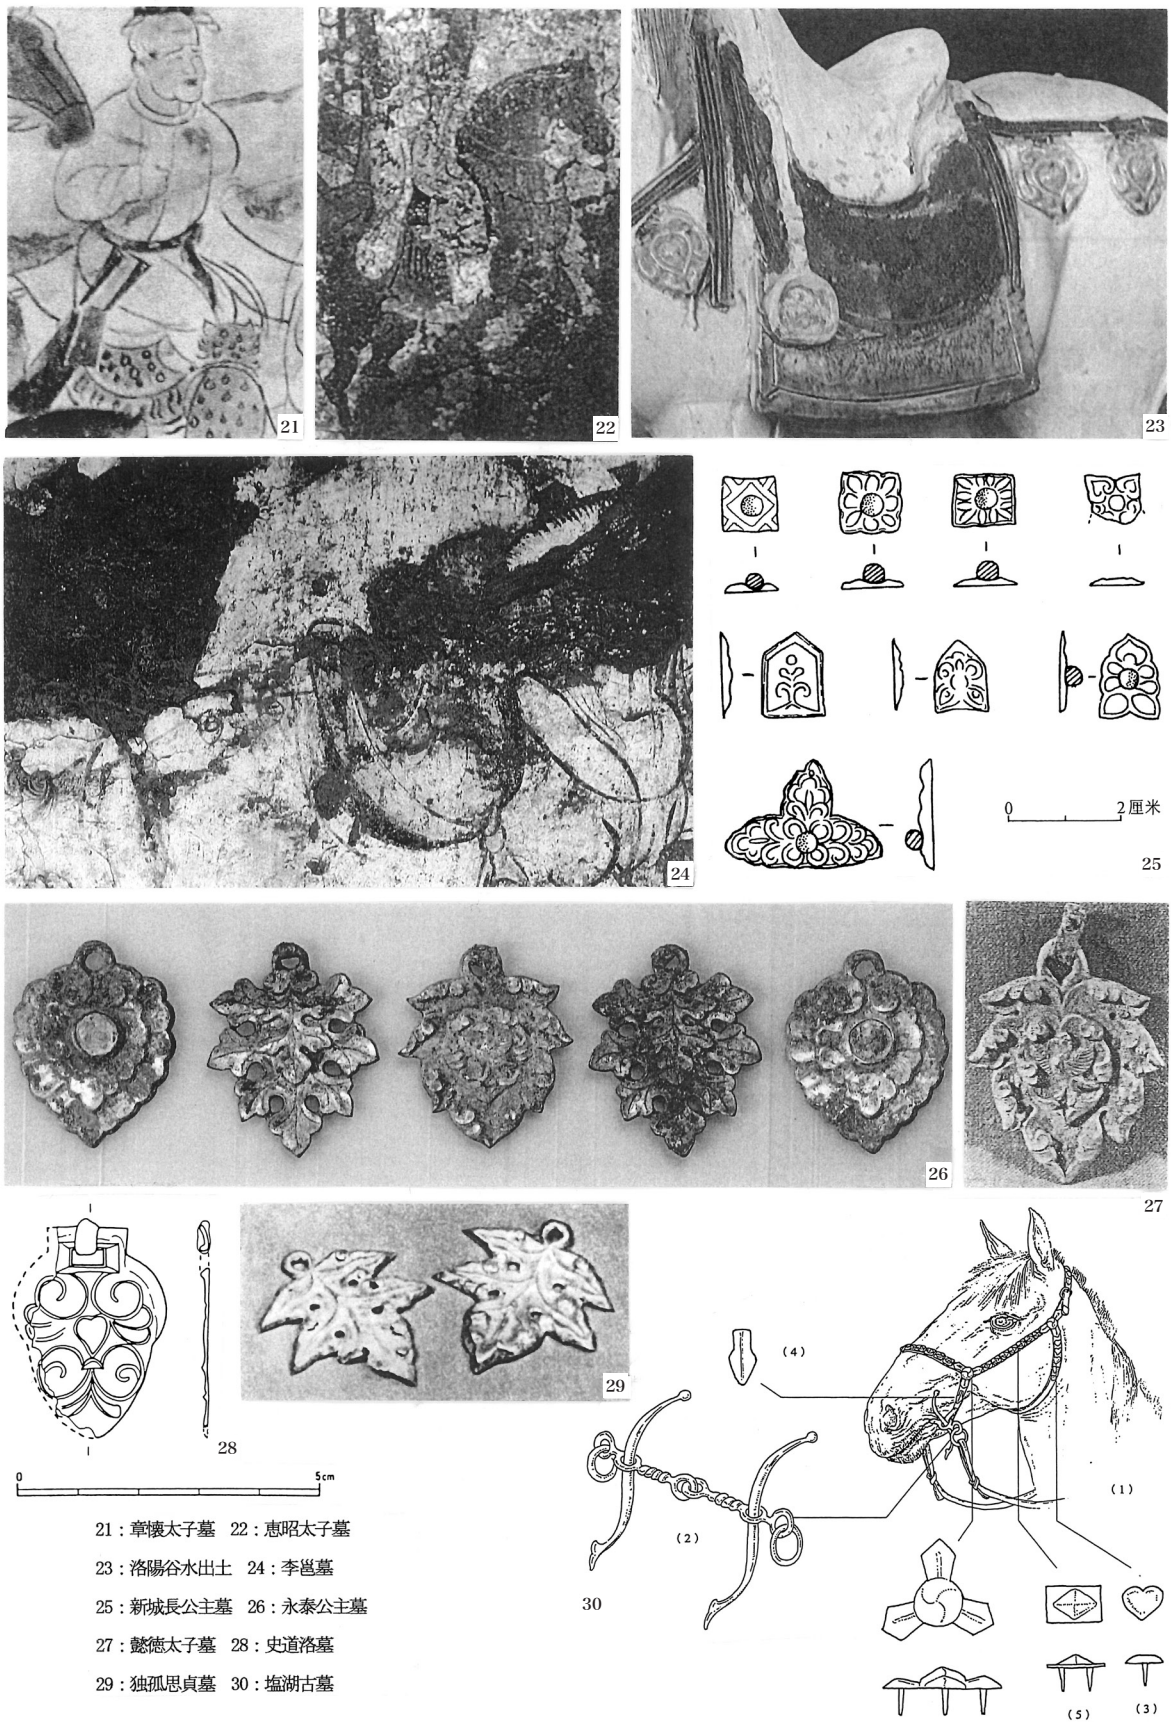 21
22
23
24
0 2厘米
25
26
27
28
29
0 5cm
(4)
(1)
(2)
30
(5)
(3)
21：章懐太子墓 22：恵昭太子墓
23：洛陽谷水出土 24：李邕墓
25：新城長公主墓 26：永泰公主墓
27：懿徳太子墓 28：史道洛墓
29：独孤思貞墓 30：塩湖古墓